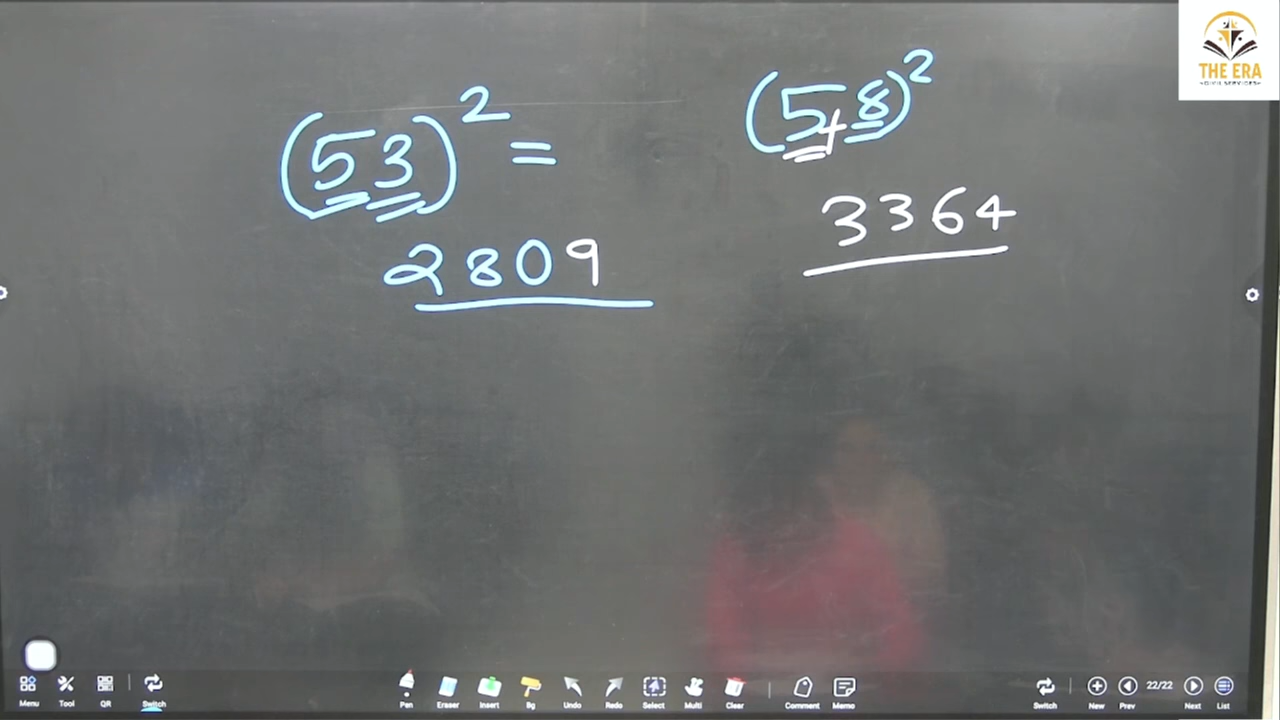 (53)² =
2809
(58)²
4
3364
THE ERA
Menu Tool QR Switch Pen Eraser Insert Bg Undo Redo Select Multi Clear Comment Memo Switch New Prev 22/22 Next List